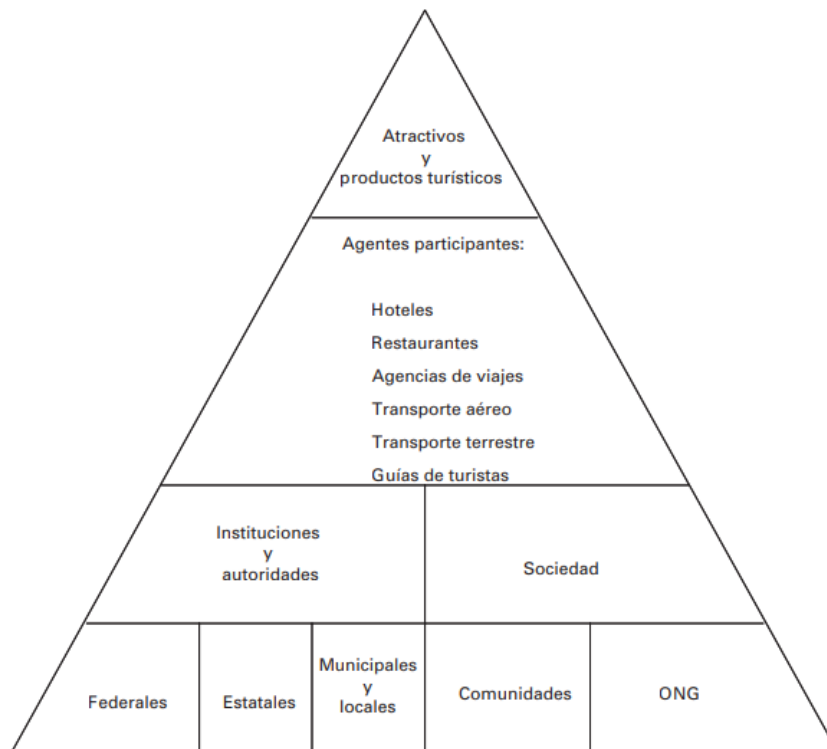 Atractivos
y
productos turísticos
Agentes participantes:
Hoteles
Restaurantes
Agencias de viajes
Transporte aéreo
Transporte terrestre
Guías de turistas
Instituciones
y
autoridades
Sociedad
Federales
Estatales
Municipales
y
locales
Comunidades
ONG